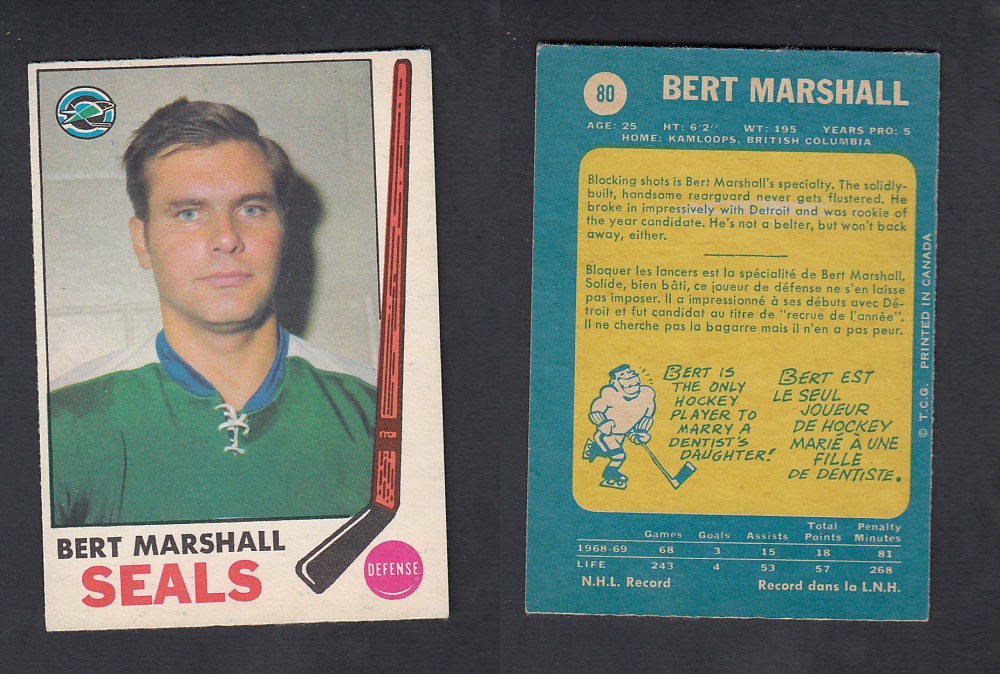 BERT MARSHALL
SEALS
DEFENSE
80
BERT MARSHALL
AGE: 25 HT: 6'2" WT: 195 YEARS PRO: 5
HOME: KAMLOOPS, BRITISH COLUMBIA
Blocking shots is Bert Marshall's specialty. The solidly-
built, handsome rearguard never gets flustered. He
broke in impressively with Detroit and was rookie of
the year candidate. He's not a belter, but won't back
away, either.
Bloquer les lancers est la spécialité de Bert Marshall.
Solide, bien bâti, ce joueur de défense ne s'en laisse
pas imposer. Il a impressionné à ses débuts avec Dé-
troit et fut candidat au titre de "recrue de l'année".
Il ne cherche pas la bagarre mais il n'en a pas peur.
BERT IS
THE ONLY
HOCKEY
PLAYER TO
MARRY A
DENTIST'S
DAUGHTER!
BERT EST
LE SEUL
JOUEUR
DE HOCKEY
MARIÉ À UNE
FILLE
DE DENTISTE.
Games Goals Assists Total Points Penalty Minutes
1968-69 68 3 15 18 81
LIFE 243 4 53 57 268
N.H.L. Record Record dans la L.N.H.
© T.C.G. PRINTED IN CANADA